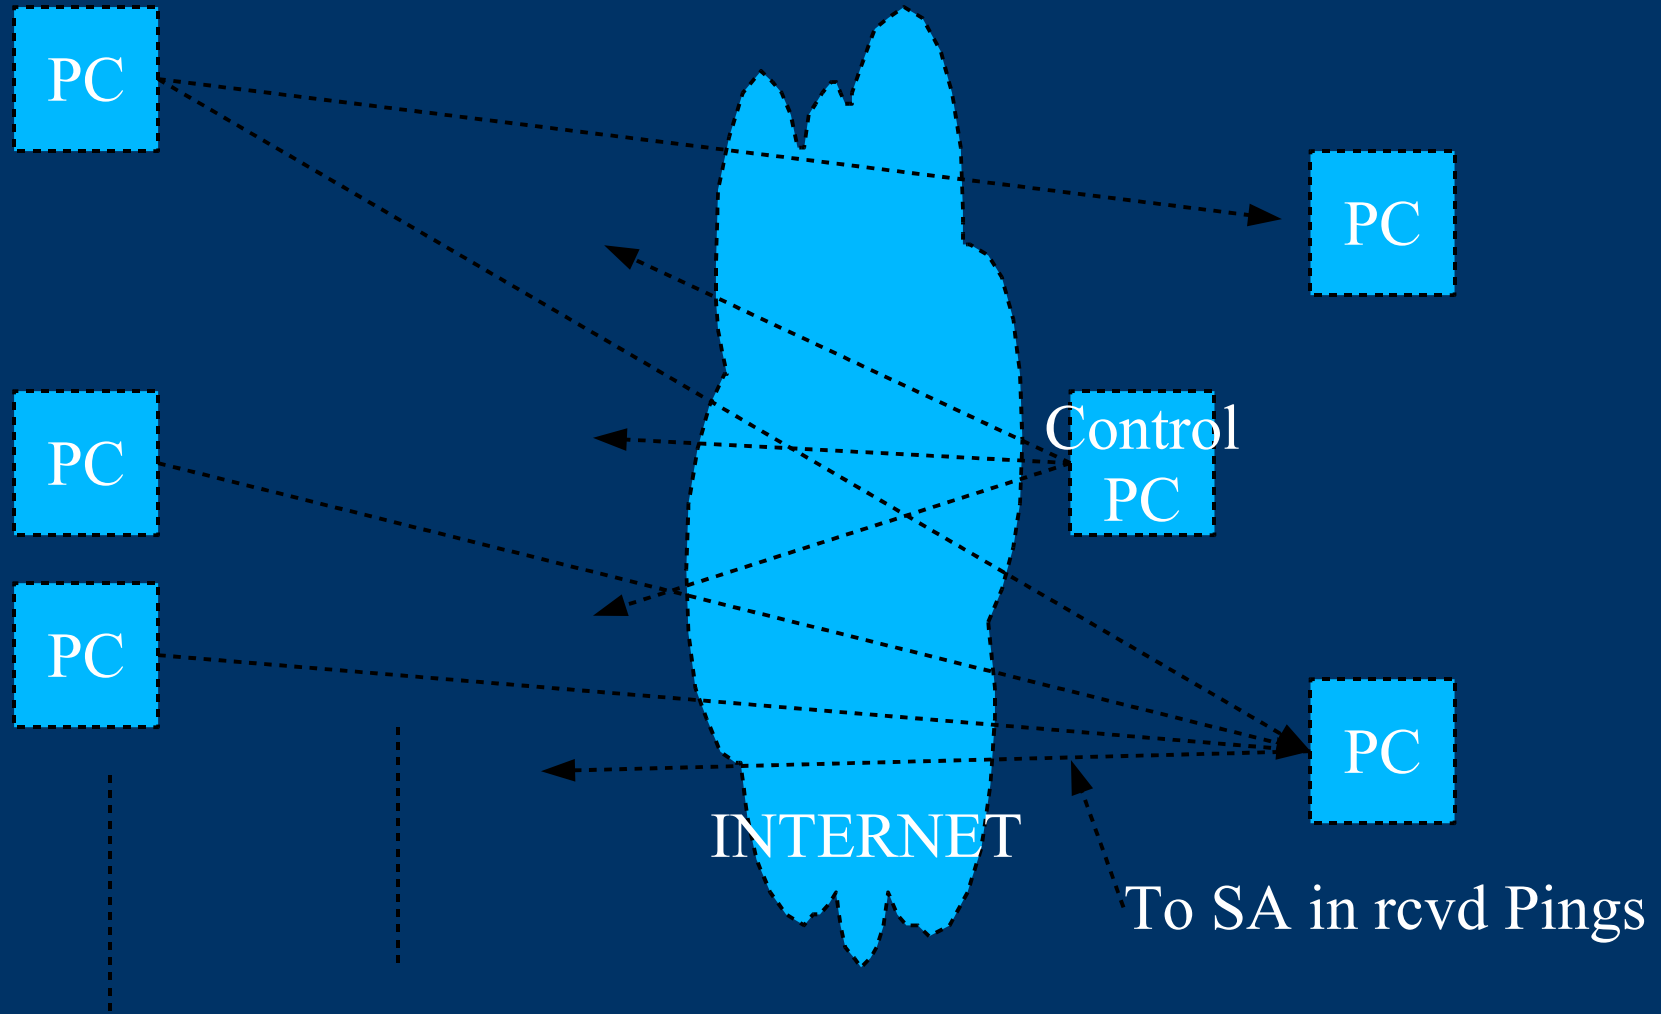 PC
PC
Control
PC
PC
PC
PC
INTERNET
To SA in rcvd Pings